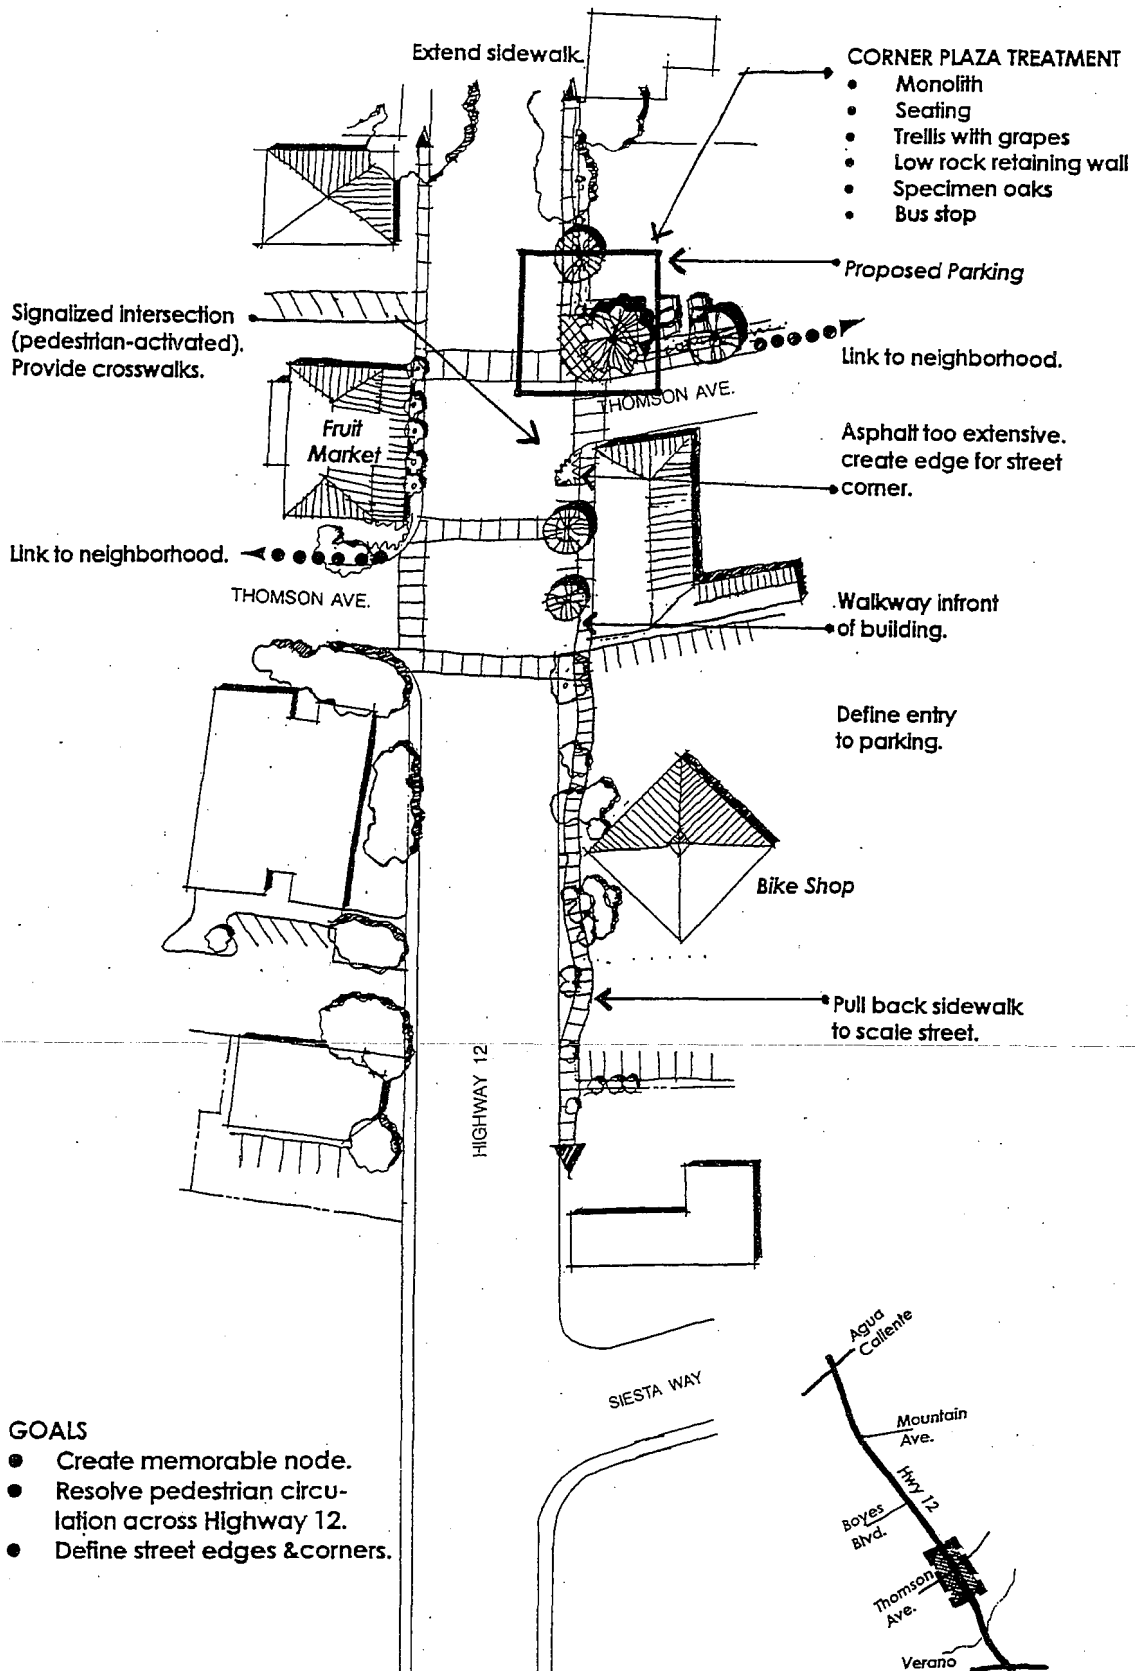 Extend sidewalk.
CORNER PLAZA TREATMENT
• Monolith
• Seating
• Trellis with grapes
• Low rock retaining wall
• Specimen oaks
• Bus stop
Proposed Parking
Signalized intersection
(pedestrian-activated).
Provide crosswalks.
Link to neighborhood.
THOMSON AVE.
Fruit
Market
Asphalt too extensive.
create edge for street
corner.
Link to neighborhood.
THOMSON AVE.
Walkway infront
of building.
Define entry
to parking.
Bike Shop
Pull back sidewalk
to scale street.
HIGHWAY 12
SIESTA WAY
GOALS
• Create memorable node.
• Resolve pedestrian circu-
lation across Highway 12.
• Define street edges &corners.
Agua
Caliente
Mountain
Ave.
Hwy 12
Boyes
Blvd.
Thomson
Ave.
Verano